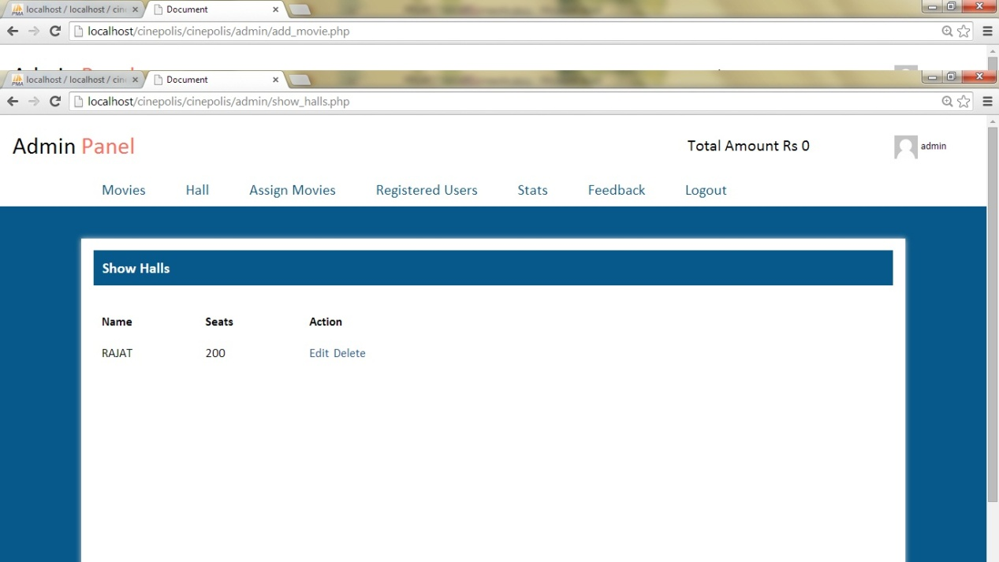 localhost / localhost / cin
Document
localhost/cinepolis/cinepolis/admin/add_movie.php
Admin Panel
localhost / localhost / cin
Document
localhost/cinepolis/cinepolis/admin/show_halls.php
Admin Panel
Total Amount Rs 0
admin
Movies Hall Assign Movies Registered Users Stats Feedback Logout
Show Halls
Name Seats Action
RAJAT 200 Edit Delete